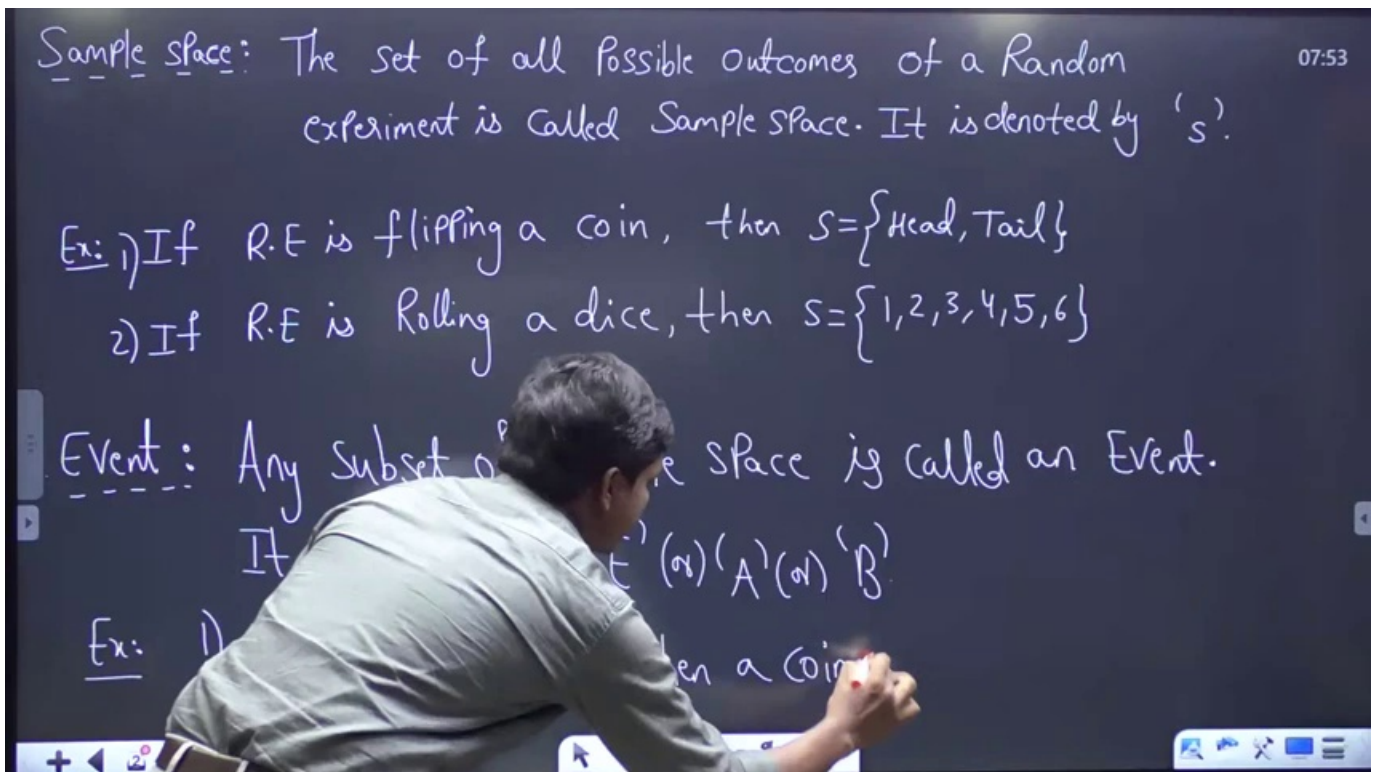 Sample space: The set of all Possible outcomes of a Random
07:53
experiment is called Sample space. It is denoted by 's'.
Ex: 1) If R.E is flipping a coin, then S={Head, Tail}
2) If R.E is Rolling a dice, then S={1,2,3,4,5,6}
Event: Any subset space is called an Event.
It 'E' (or) 'A' (or) 'B'
Ex: 1) a coin